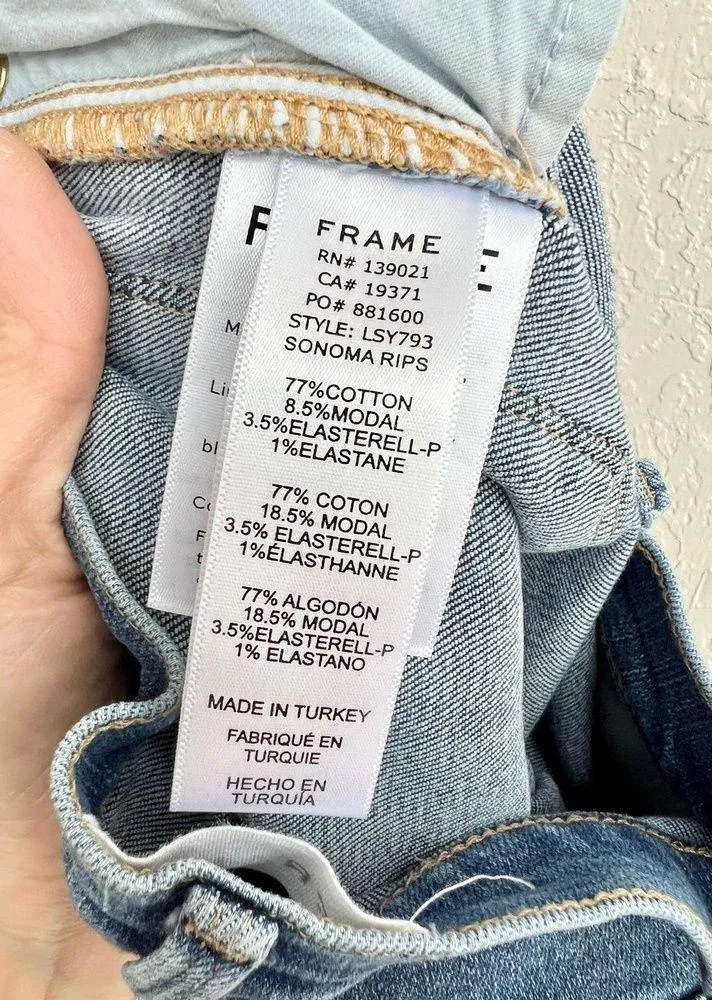 FRAME
RN# 139021
CA# 19371
PO# 881600
STYLE: LSY793
SONOMA RIPS
77%COTTON
8.5%MODAL
3.5%ELASTERELL-P
1%ELASTANE
77% COTON
18.5% MODAL
3.5% ELASTERELL-P
1%ÉLASTHANNE
77% ALGODÓN
18.5% MODAL
3.5%ELASTERELL-P
1% ELASTANO
MADE IN TURKEY
FABRIQUÉ EN
TURQUIE
HECHO EN
TURQUÍA